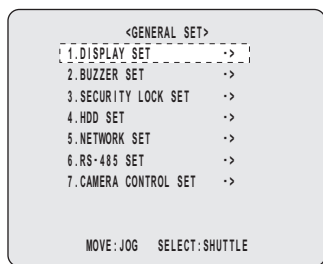 <GENERAL SET>
1.DISPLAY SET ->
2.BUZZER SET ->
3.SECURITY LOCK SET ->
4.HDD SET ->
5.NETWORK SET ->
6.RS-485 SET ->
7.CAMERA CONTROL SET ->
MOVE:JOG SELECT:SHUTTLE